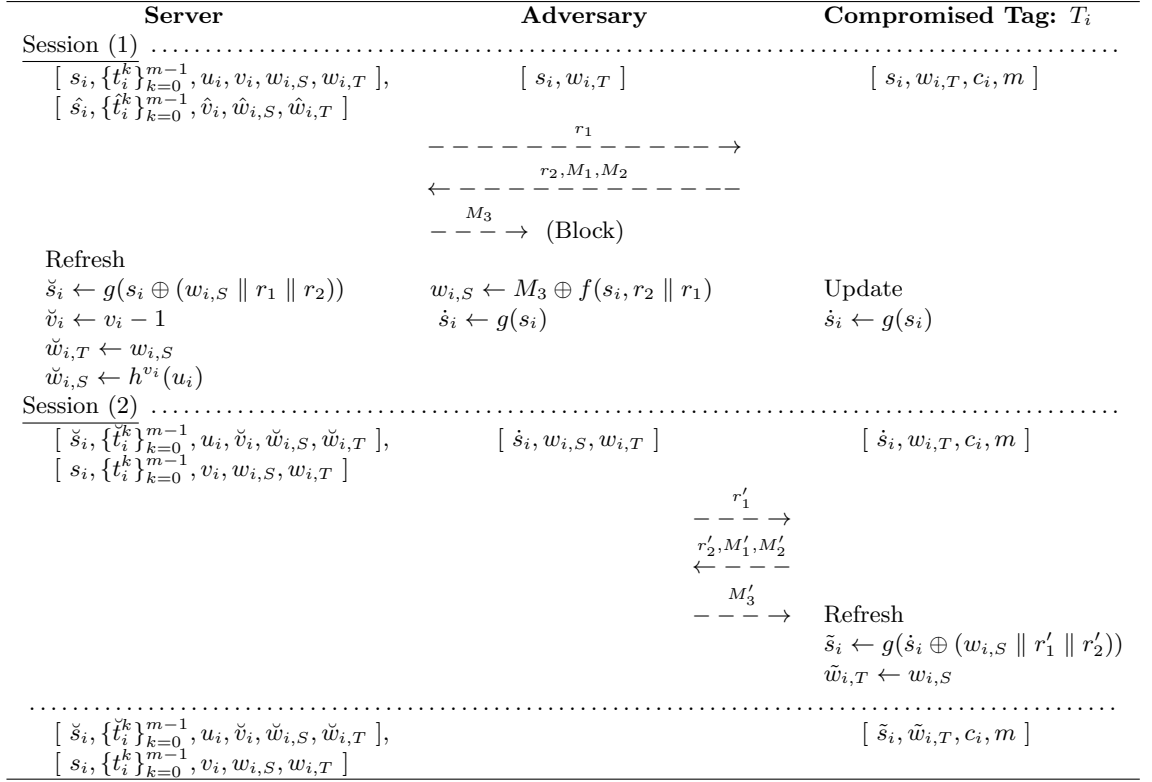 Server Adversary Compromised Tag: Tᵢ
Session (1) ........................................................................
[ s_i, {t_i^k}_{k=0}^{m−1}, u_i, v_i, w_{i,S}, w_{i,T} ], [ s_i, w_{i,T} ] [ s_i, w_{i,T}, c_i, m ]
[ ŝ_i, {t̂_i^k}_{k=0}^{m−1}, v̂_i, ŵ_{i,S}, ŵ_{i,T} ]
r_1
− − − − − − − − − − −− →
r_2,M_1,M_2
← − − − − − − − − − − −−
M_3
− − − − → (Block)
Refresh
s̆_i ← g(s_i ⊕ (w_{i,S} ∥ r_1 ∥ r_2)) w_{i,S} ← M_3 ⊕ f(s_i, r_2 ∥ r_1) Update
v̆_i ← v_i − 1 ṡ_i ← g(s_i) ṡ_i ← g(s_i)
w̆_{i,T} ← w_{i,S}
w̆_{i,S} ← h^{v_i}(u_i)
Session (2) ........................................................................
[ s̆_i, {t̆_i^k}_{k=0}^{m−1}, u_i, v̆_i, w̆_{i,S}, w̆_{i,T} ], [ ṡ_i, w_{i,S}, w_{i,T} ] [ ṡ_i, w_{i,T}, c_i, m ]
[ s_i, {t_i^k}_{k=0}^{m−1}, v_i, w_{i,S}, w_{i,T} ]
r′_1
− − − − →
r′_2,M′_1,M′_2
← − − − −
M′_3
− − − − → Refresh
s̃_i ← g(ṡ_i ⊕ (w_{i,S} ∥ r′_1 ∥ r′_2))
w̃_{i,T} ← w_{i,S}
........................................................................
[ s̆_i, {t̆_i^k}_{k=0}^{m−1}, u_i, v̆_i, w̆_{i,S}, w̆_{i,T} ], [ s̃_i, w̃_{i,T}, c_i, m ]
[ s_i, {t_i^k}_{k=0}^{m−1}, v_i, w_{i,S}, w_{i,T} ]